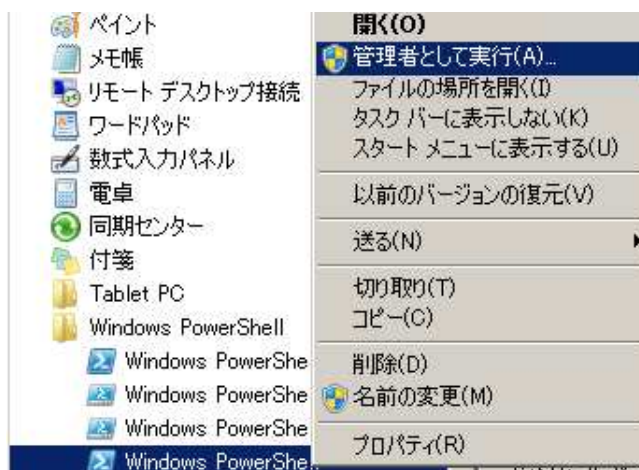 ペイント
メモ帳
リモート デスクトップ接続
ワードパッド
数式入力パネル
電卓
同期センター
付箋
Tablet PC
Windows PowerShell
Windows PowerShe
Windows PowerShe
Windows PowerShe
Windows PowerShe
開く(O)
管理者として実行(A)...
ファイルの場所を開く(I)
タスク バーに表示しない(K)
スタート メニューに表示する(U)
以前のバージョンの復元(V)
送る(N)
切り取り(T)
コピー(C)
削除(D)
名前の変更(M)
プロパティ(R)